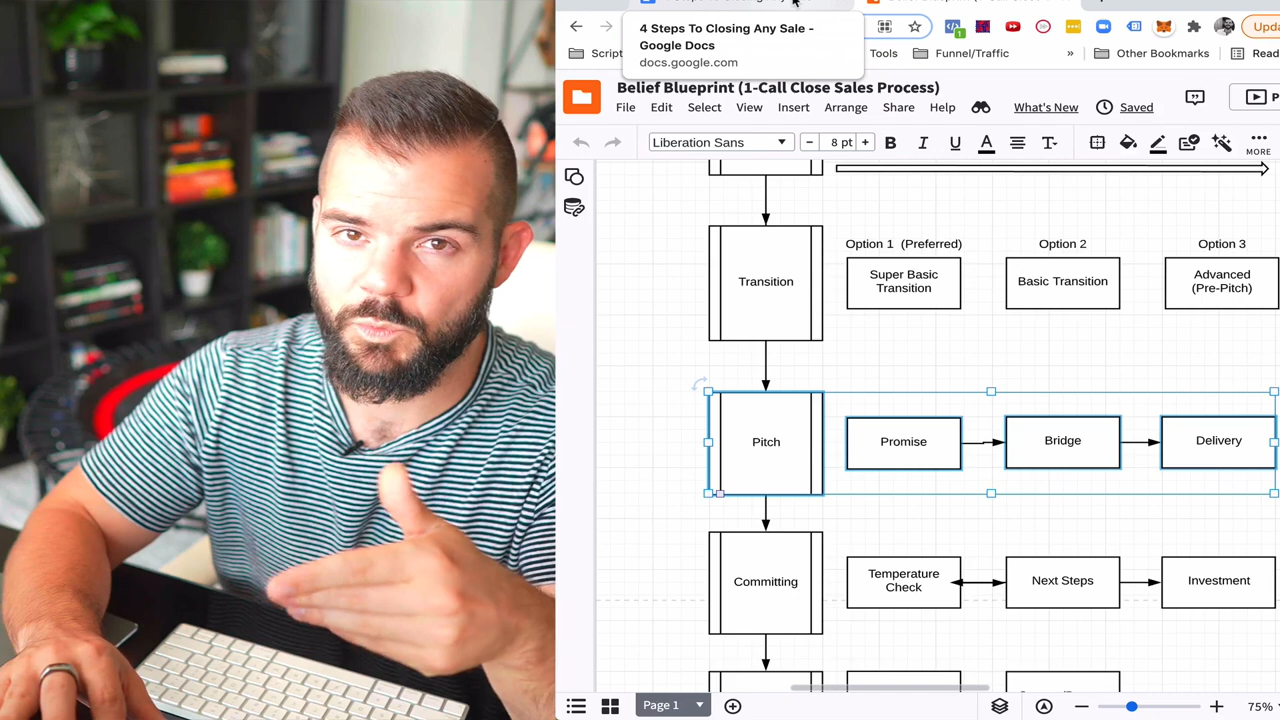 4 Steps To Closing Any Sale -
Google Docs
docs.google.com
Upda
Script
Tools
Funnel/Traffic
»
Other Bookmarks
Read
Belief Blueprint (1-Call Close Sales Process)
File Edit Select View Insert Arrange Share Help What's New Saved
P
Liberation Sans
− 8 pt +
B I U A T
MORE
Option 1 (Preferred)
Option 2
Option 3
Transition
Super Basic
Transition
Basic Transition
Advanced
(Pre-Pitch)
Pitch
Promise
Bridge
Delivery
Committing
Temperature
Check
Next Steps
Investment
Page 1
75%